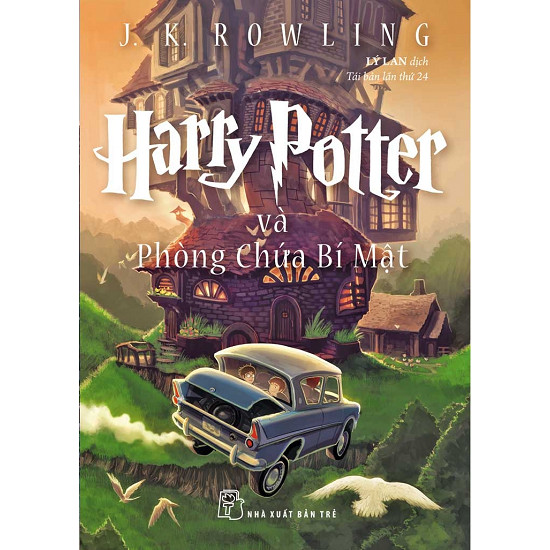 J. K. ROWLING
LÝ LAN dịch
Tái bản lần thứ 24
Harry Potter
và
Phòng Chứa Bí Mật
NHÀ XUẤT BẢN TRẺ